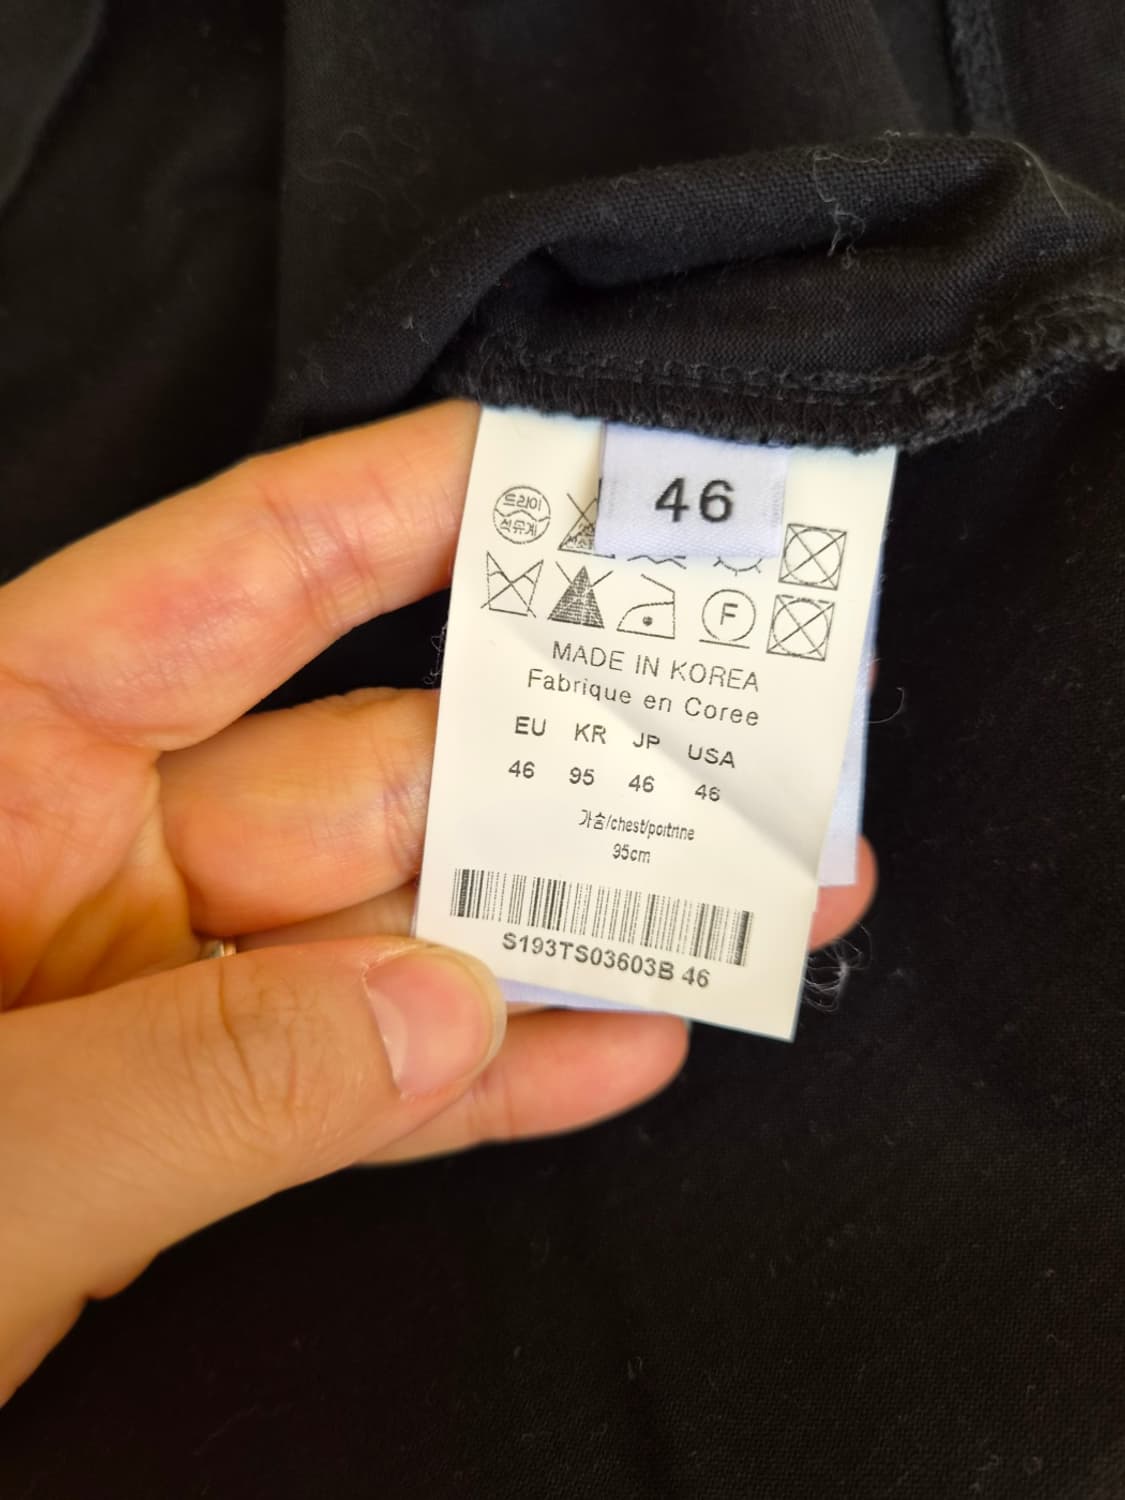 46
드라이
석유계
F
MADE IN KOREA
Fabrique en Coree
EU KR JP USA
46 95 46 46
가슴/chest/poitrine
95cm
S193TS03603B 46